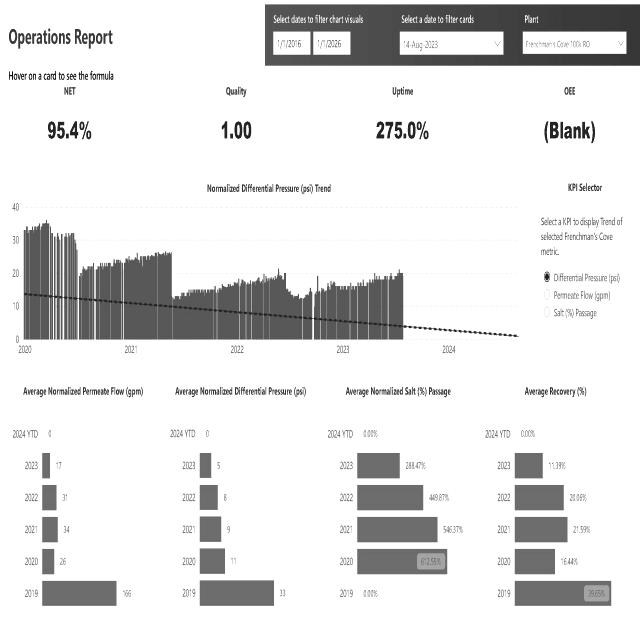 Operations Report
Select dates to filter chart visuals
1/1/2016 1/1/2026
Select a date to filter cards
14-Aug-2023
Plant
Frenchman's Cove 100k RO
Hover on a card to see the formula
NET
95.4%
Quality
1.00
Uptime
275.0%
OEE
(Blank)
Normalized Differential Pressure (psi) Trend
40
30
20
10
0
2020 2021 2022 2023 2024
KPI Selector
Select a KPI to display Trend of
selected Frenchman's Cove
metric.
Differential Pressure (psi)
Permeate Flow (gpm)
Salt (%) Passage
Average Normalized Permeate Flow (gpm)
2024 YTD 0
2023 17
2022 31
2021 34
2020 26
2019 166
Average Normalized Differential Pressure (psi)
2024 YTD 0
2023 5
2022 8
2021 9
2020 11
2019 33
Average Normalized Salt (%) Passage
2024 YTD 0.00%
2023 288.47%
2022 449.87%
2021 546.37%
2020 612.55%
2019 0.00%
Average Recovery (%)
2024 YTD 0.00%
2023 11.39%
2022 20.06%
2021 21.59%
2020 16.44%
2019 39.65%